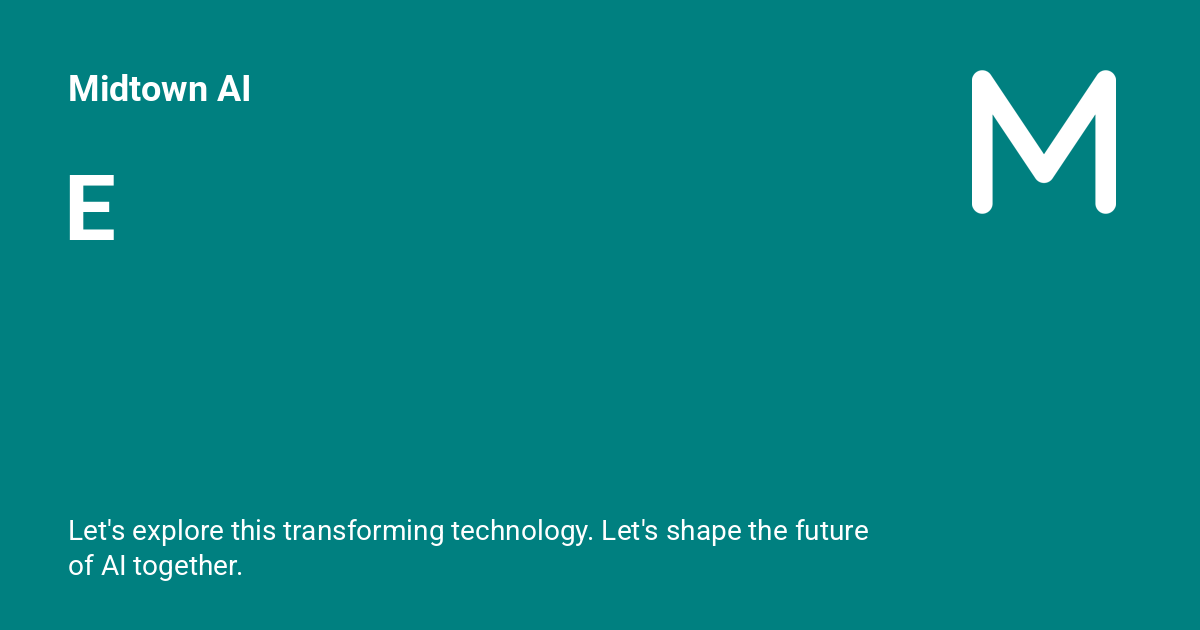 Midtown AI
M
E
Let's explore this transforming technology. Let's shape the future
of AI together.